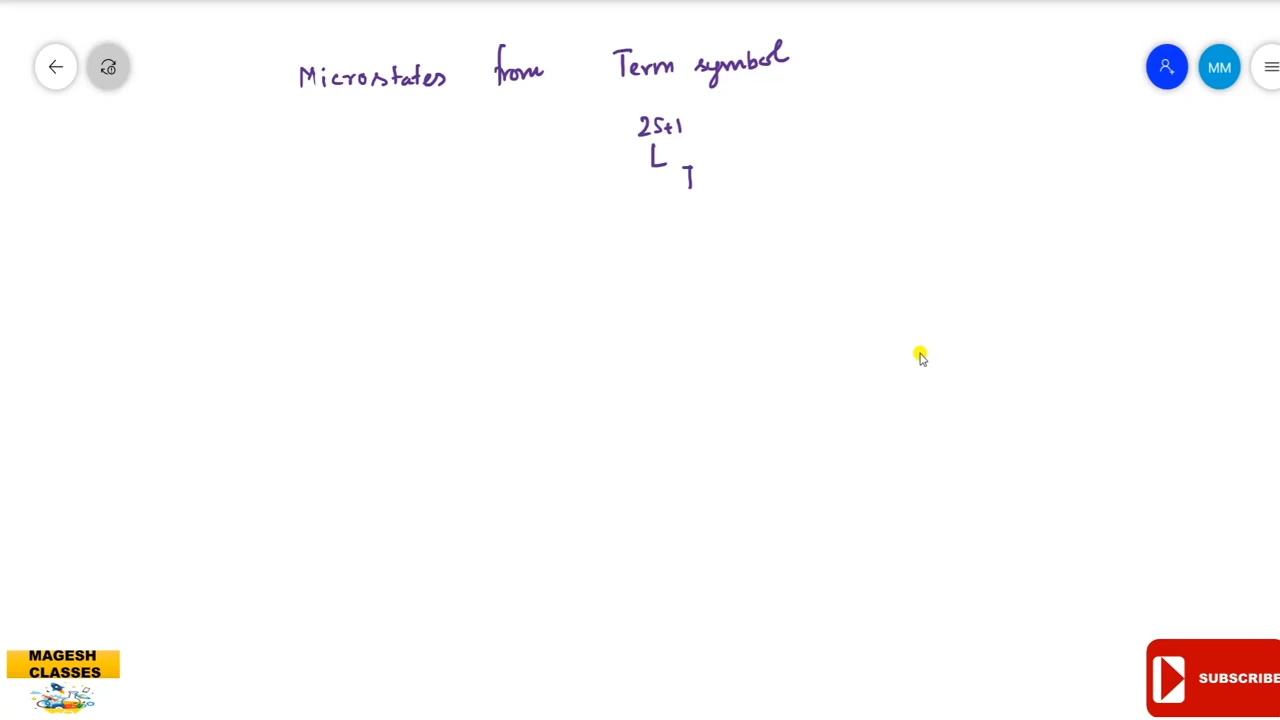 Microstates from Term symbol
MM
2S+1
L
J
MAGESH
CLASSES
SUBSCRIBE